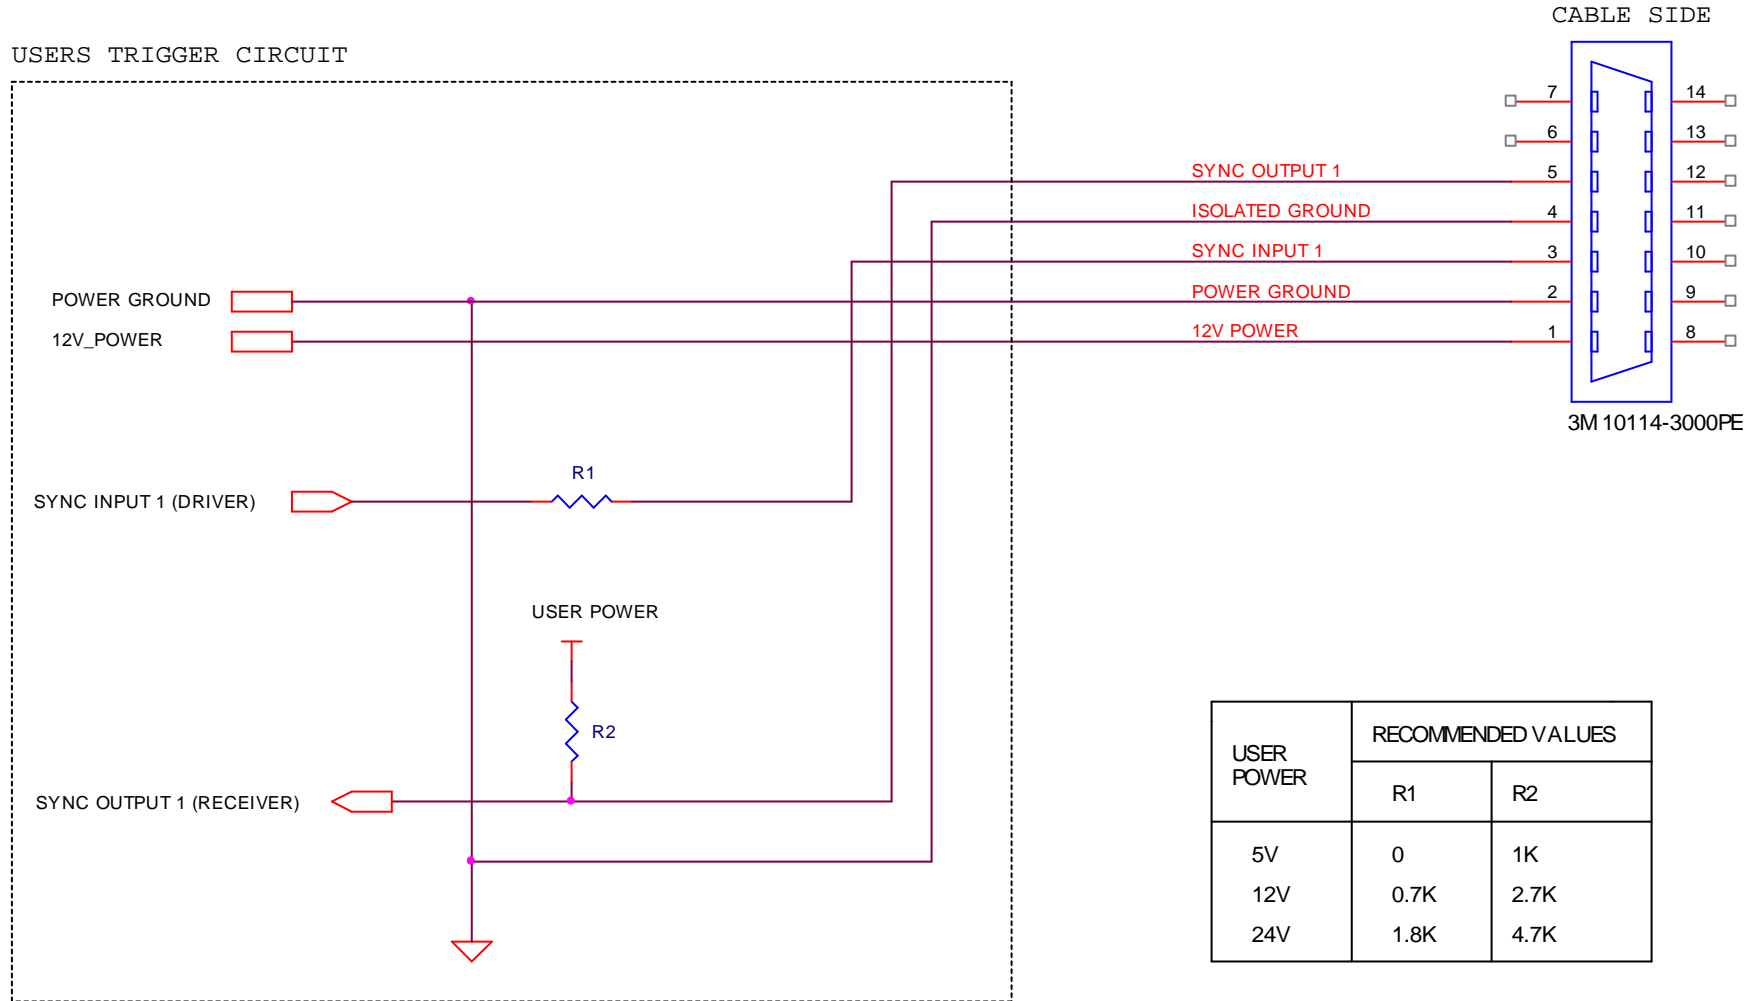 CABLE SIDE
USERS TRIGGER CIRCUIT
7 14
6 13
SYNC OUTPUT 1 5 12
ISOLATED GROUND 4 11
SYNC INPUT 1 3 10
POWER GROUND POWER GROUND 2 9
12V_POWER 12V POWER 1 8
3M 10114-3000PE
R1
SYNC INPUT 1 (DRIVER)
USER POWER
R2
SYNC OUTPUT 1 (RECEIVER)
RECOMMENDED VALUES
USER
POWER
R1 R2
5V 0 1K
12V 0.7K 2.7K
24V 1.8K 4.7K